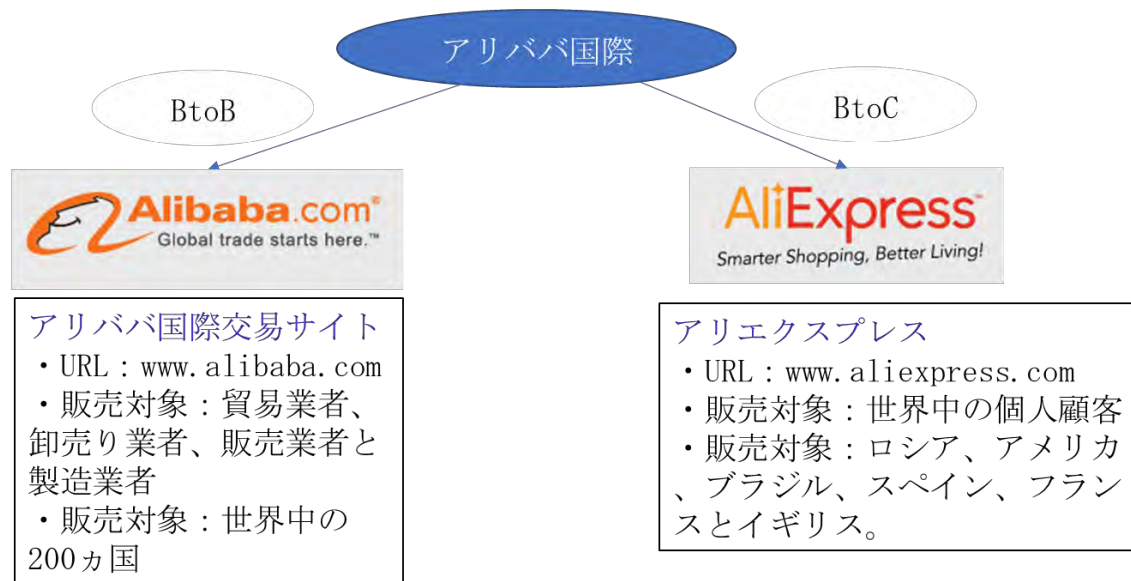 アリババ国際
BtoB
BtoC
Alibaba.com®
Global trade starts here.™
AliExpress™
Smarter Shopping, Better Living!
アリババ国際交易サイト
・URL：www.alibaba.com
・販売対象：貿易業者、
卸売り業者、販売業者と
製造業者
・販売対象：世界中の
200ヵ国
アリエクスプレス
・URL：www.aliexpress.com
・販売対象：世界中の個人顧客
・販売対象：ロシア、アメリカ
、ブラジル、スペイン、フラン
スとイギリス。